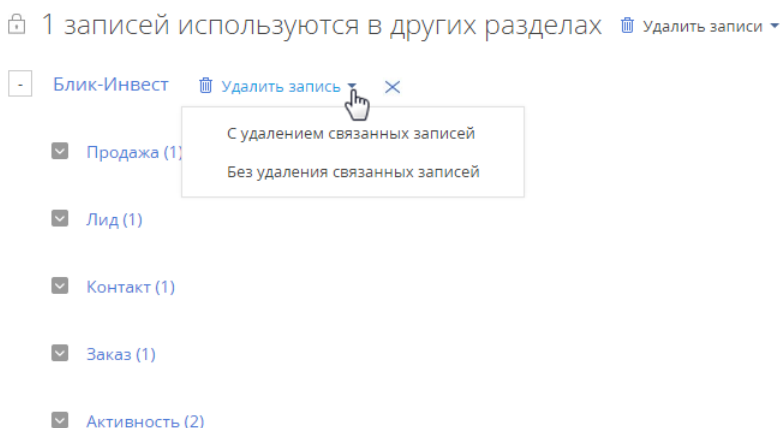 1 записей используются в других разделах Удалить записи
- Блик-Инвест Удалить запись
С удалением связанных записей
Продажа (1)
Без удаления связанных записей
Лид (1)
Контакт (1)
Заказ (1)
Активность (2)